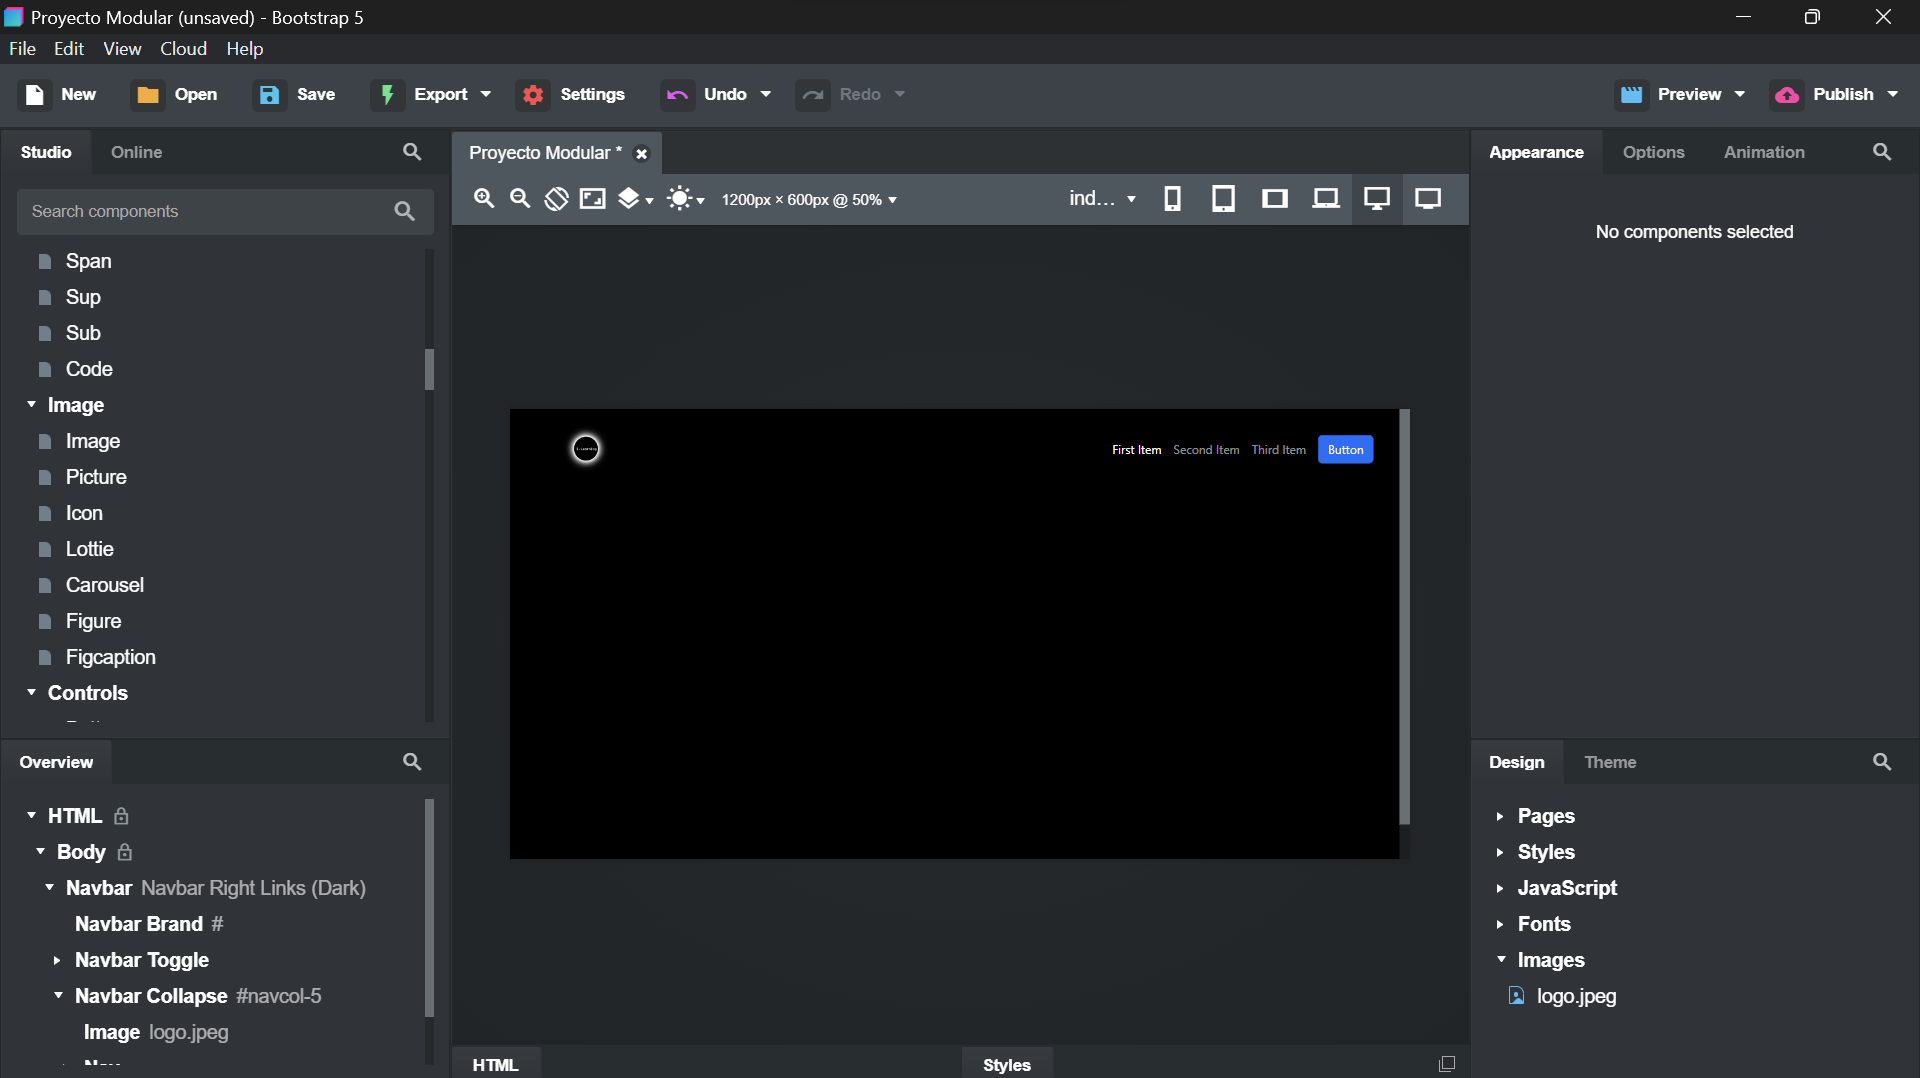 Proyecto Modular (unsaved) - Bootstrap 5
File Edit View Cloud Help
New Open Save Export Settings Undo Redo Preview Publish
Studio Online
Search components
Span
Sup
Sub
Code
Image
Image
Picture
Icon
Lottie
Carousel
Figure
Figcaption
Controls
Overview
HTML
Body
Navbar Navbar Right Links (Dark)
Navbar Brand #
Navbar Toggle
Navbar Collapse #navcol-5
Image logo.jpeg
Proyecto Modular *
1200px × 600px @ 50%
ind...
First Item Second Item Third Item Button
HTML
Styles
Appearance Options Animation
No components selected
Design Theme
Pages
Styles
JavaScript
Fonts
Images
logo.jpeg